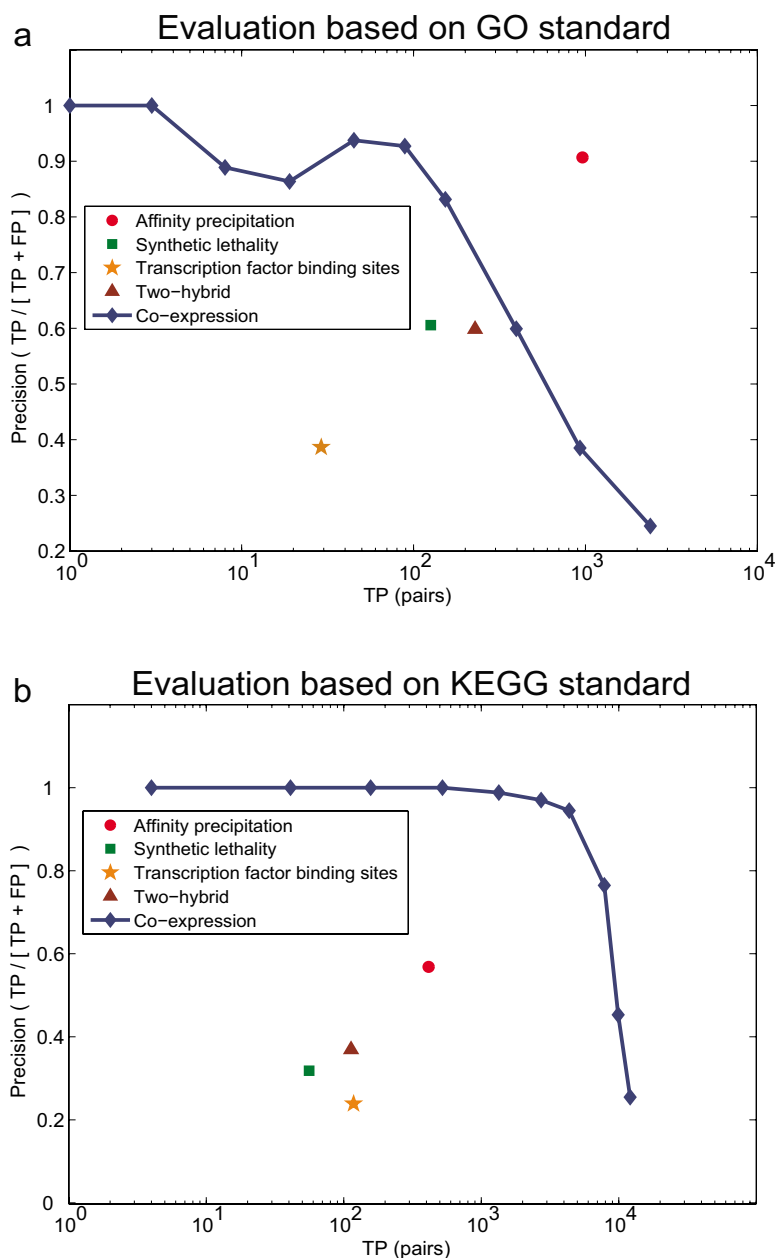 a
Evaluation based on GO standard
1
0.9
0.8
0.7
0.6
0.5
0.4
0.3
0.2
Precision ( TP / [ TP + FP ] )
Affinity precipitation
Synthetic lethality
Transcription factor binding sites
Two−hybrid
Co−expression
10^0
10^1
10^2
10^3
10^4
TP (pairs)
b
Evaluation based on KEGG standard
1
0.8
0.6
0.4
0.2
0
Precision ( TP / [ TP + FP ] )
Affinity precipitation
Synthetic lethality
Transcription factor binding sites
Two−hybrid
Co−expression
10^0
10^1
10^2
10^3
10^4
TP (pairs)